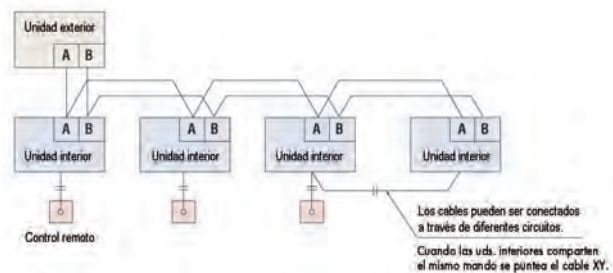 Unidad exterior
A B
A B
Unidad interior
A B
Unidad interior
A B
Unidad interior
A B
Unidad interior
Control remoto
Los cables pueden ser conectados
a través de diferentes circuitos.
Cuando las uds. interiores comparten
el mismo mando se puntea el cable XY.